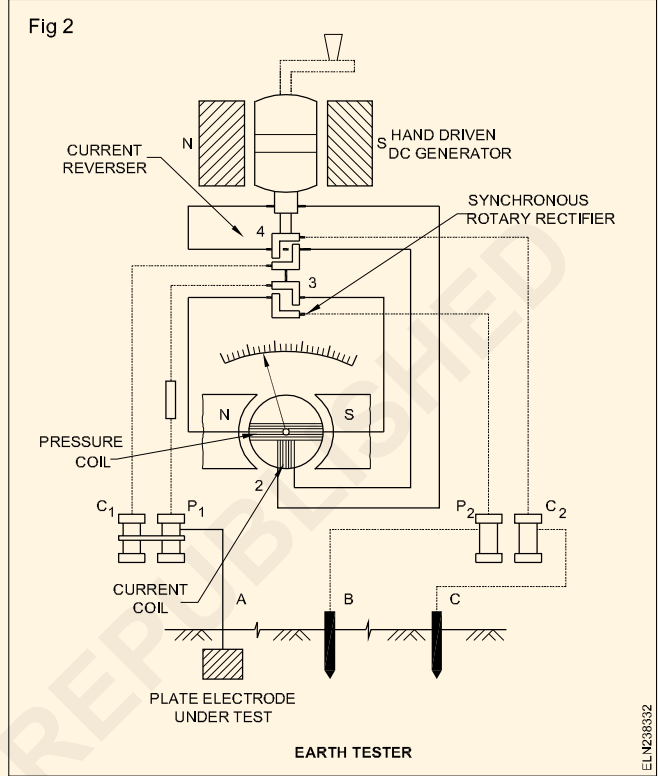 Fig 2
N
S
HAND DRIVEN
DC GENERATOR
CURRENT
REVERSER
SYNCHRONOUS
ROTARY RECTIFIER
4
3
N
S
PRESSURE
COIL
2
C1
P1
P2
C2
CURRENT
COIL
A
B
C
PLATE ELECTRODE
UNDER TEST
EARTH TESTER
ELN238332
REPUBLISHED